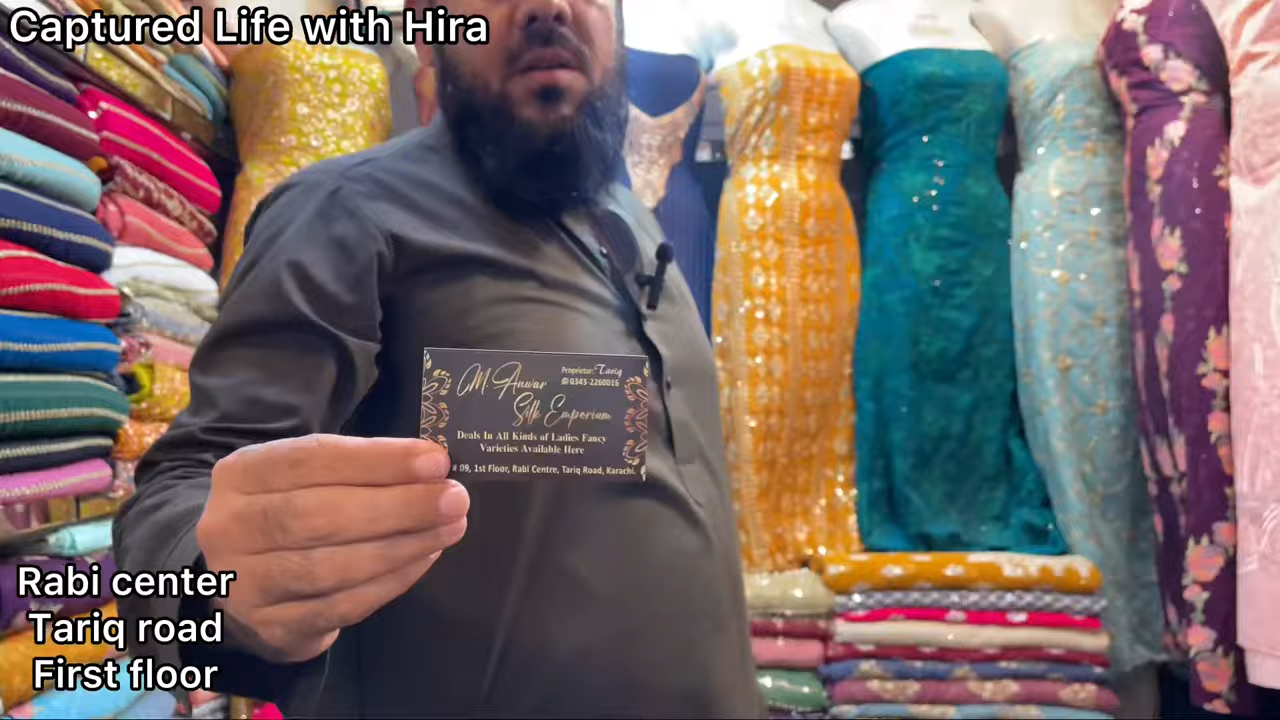 Captured Life with Hira
M. Anwar
Silk Emporium
Proprietor: Tariq
0343-2260016
Deals In All Kinds of Ladies Fancy
Varieties Available Here
# 09, 1st Floor, Rabi Centre, Tariq Road, Karachi.
Rabi center
Tariq road
First floor